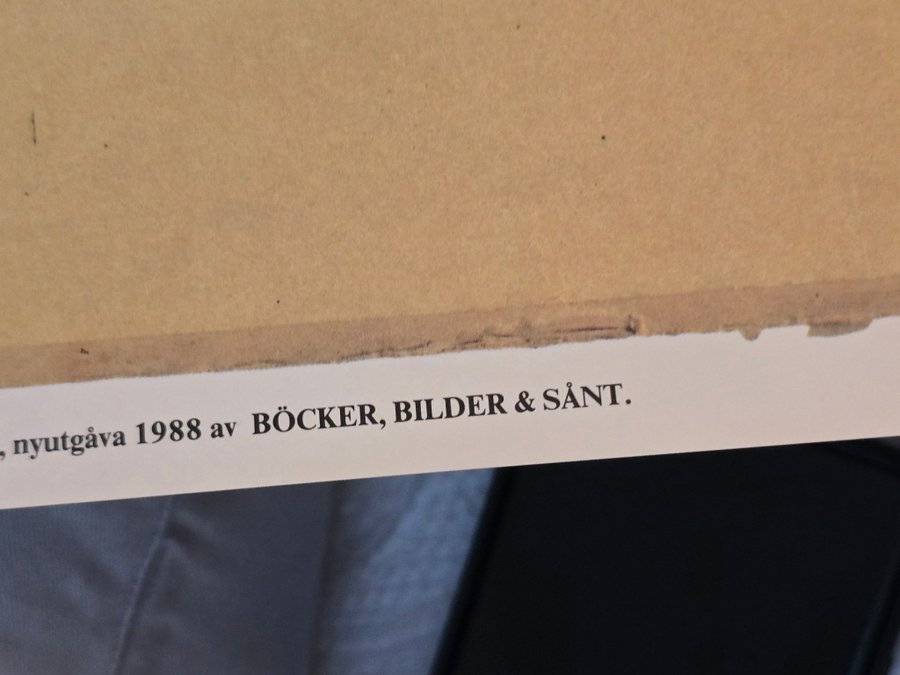 , nyutgåva 1988 av BÖCKER, BILDER & SÅNT.